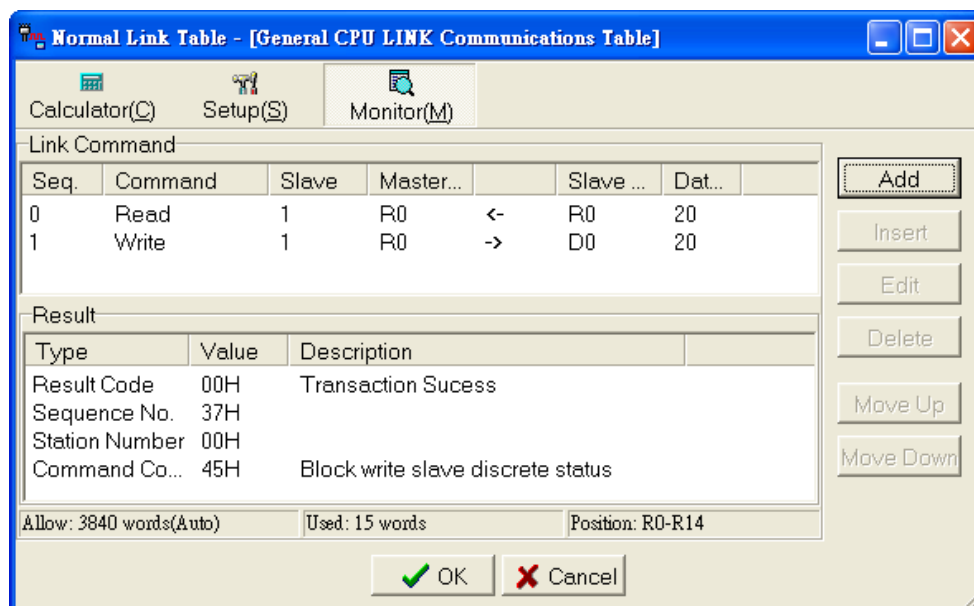 Normal Link Table - [General CPU LINK Communications Table]
Calculator(C) Setup(S) Monitor(M)
Link Command
Seq. Command Slave Master... Slave ... Dat...
0 Read 1 R0 <- R0 20
1 Write 1 R0 -> D0 20
Result
Type Value Description
Result Code 00H Transaction Sucess
Sequence No. 37H
Station Number 00H
Command Co... 45H Block write slave discrete status
Allow: 3840 words(Auto) Used: 15 words Position: R0-R14
Add
Insert
Edit
Delete
Move Up
Move Down
OK Cancel